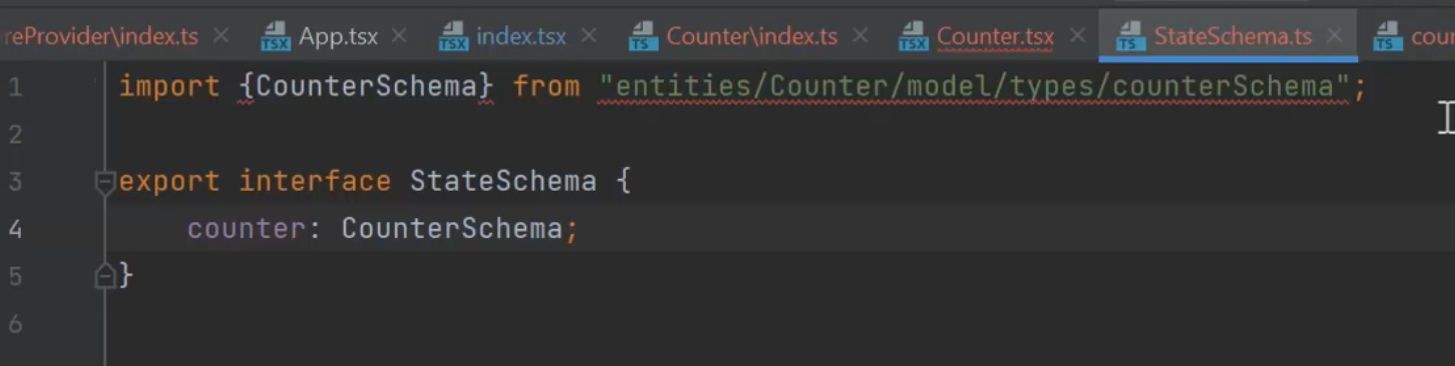 reProvider\index.ts
TSX App.tsx
TSX index.tsx
TS Counter\index.ts
TSX Counter.tsx
TS StateSchema.ts
TS cour
1 import {CounterSchema} from "entities/Counter/model/types/counterSchema";
2
3 export interface StateSchema {
4 counter: CounterSchema;
5 }
6